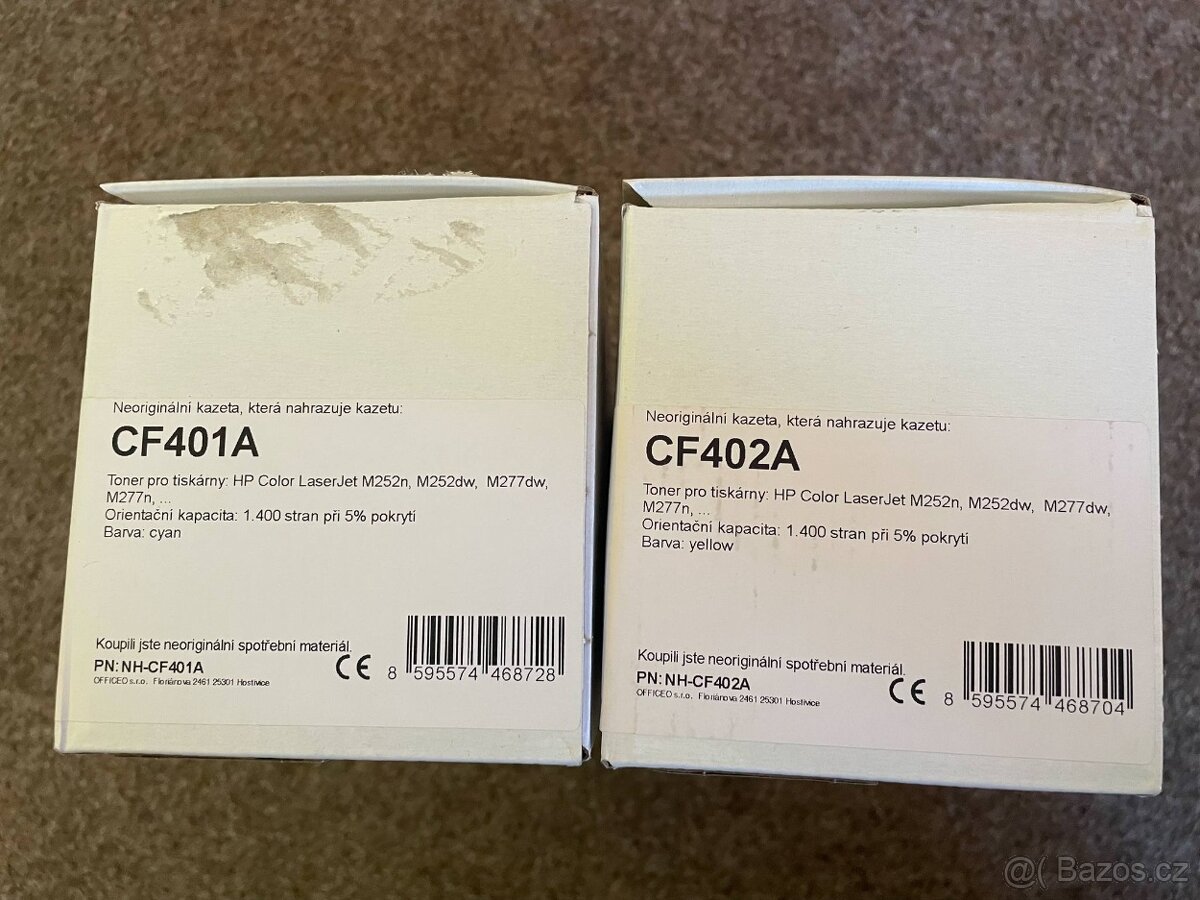 Neoriginální kazeta, která nahrazuje kazetu:
CF401A
Toner pro tiskárny: HP Color LaserJet M252n, M252dw, M277dw,
M277n, ...
Orientační kapacita: 1.400 stran při 5% pokrytí
Barva: cyan
Koupili jste neoriginální spotřební materiál.
PN: NH-CF401A
OFFICEO s.r.o. Floriánova 2461 25301 Hostivice
CE
8 595574 468728
Neoriginální kazeta, která nahrazuje kazetu:
CF402A
Toner pro tiskárny: HP Color LaserJet M252n, M252dw, M277dw,
M277n, ...
Orientační kapacita: 1.400 stran při 5% pokrytí
Barva: yellow
Koupili jste neoriginální spotřební materiál.
PN: NH-CF402A
OFFICEO s.r.o. Floriánova 2461 25301 Hostivice
CE
8 595574 468704
@( Bazos.cz